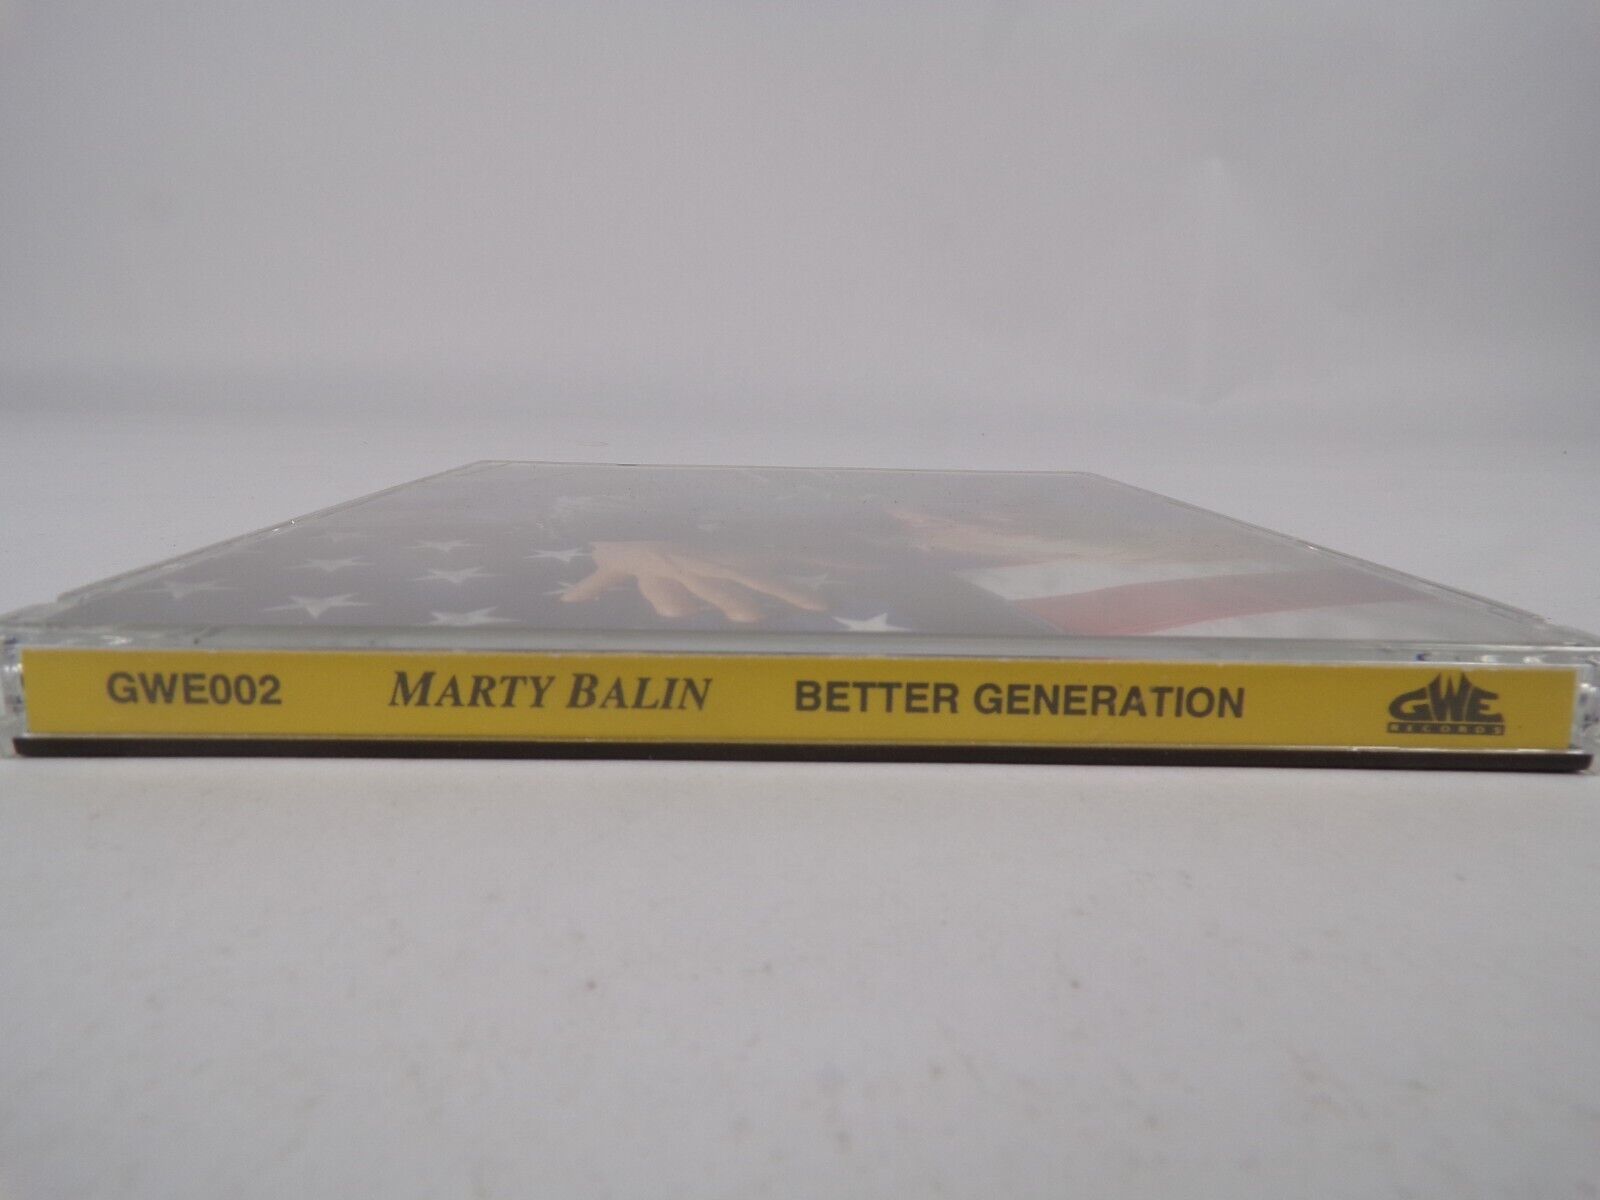 GWE002 MARTY BALIN BETTER GENERATION GWE
RECORDS